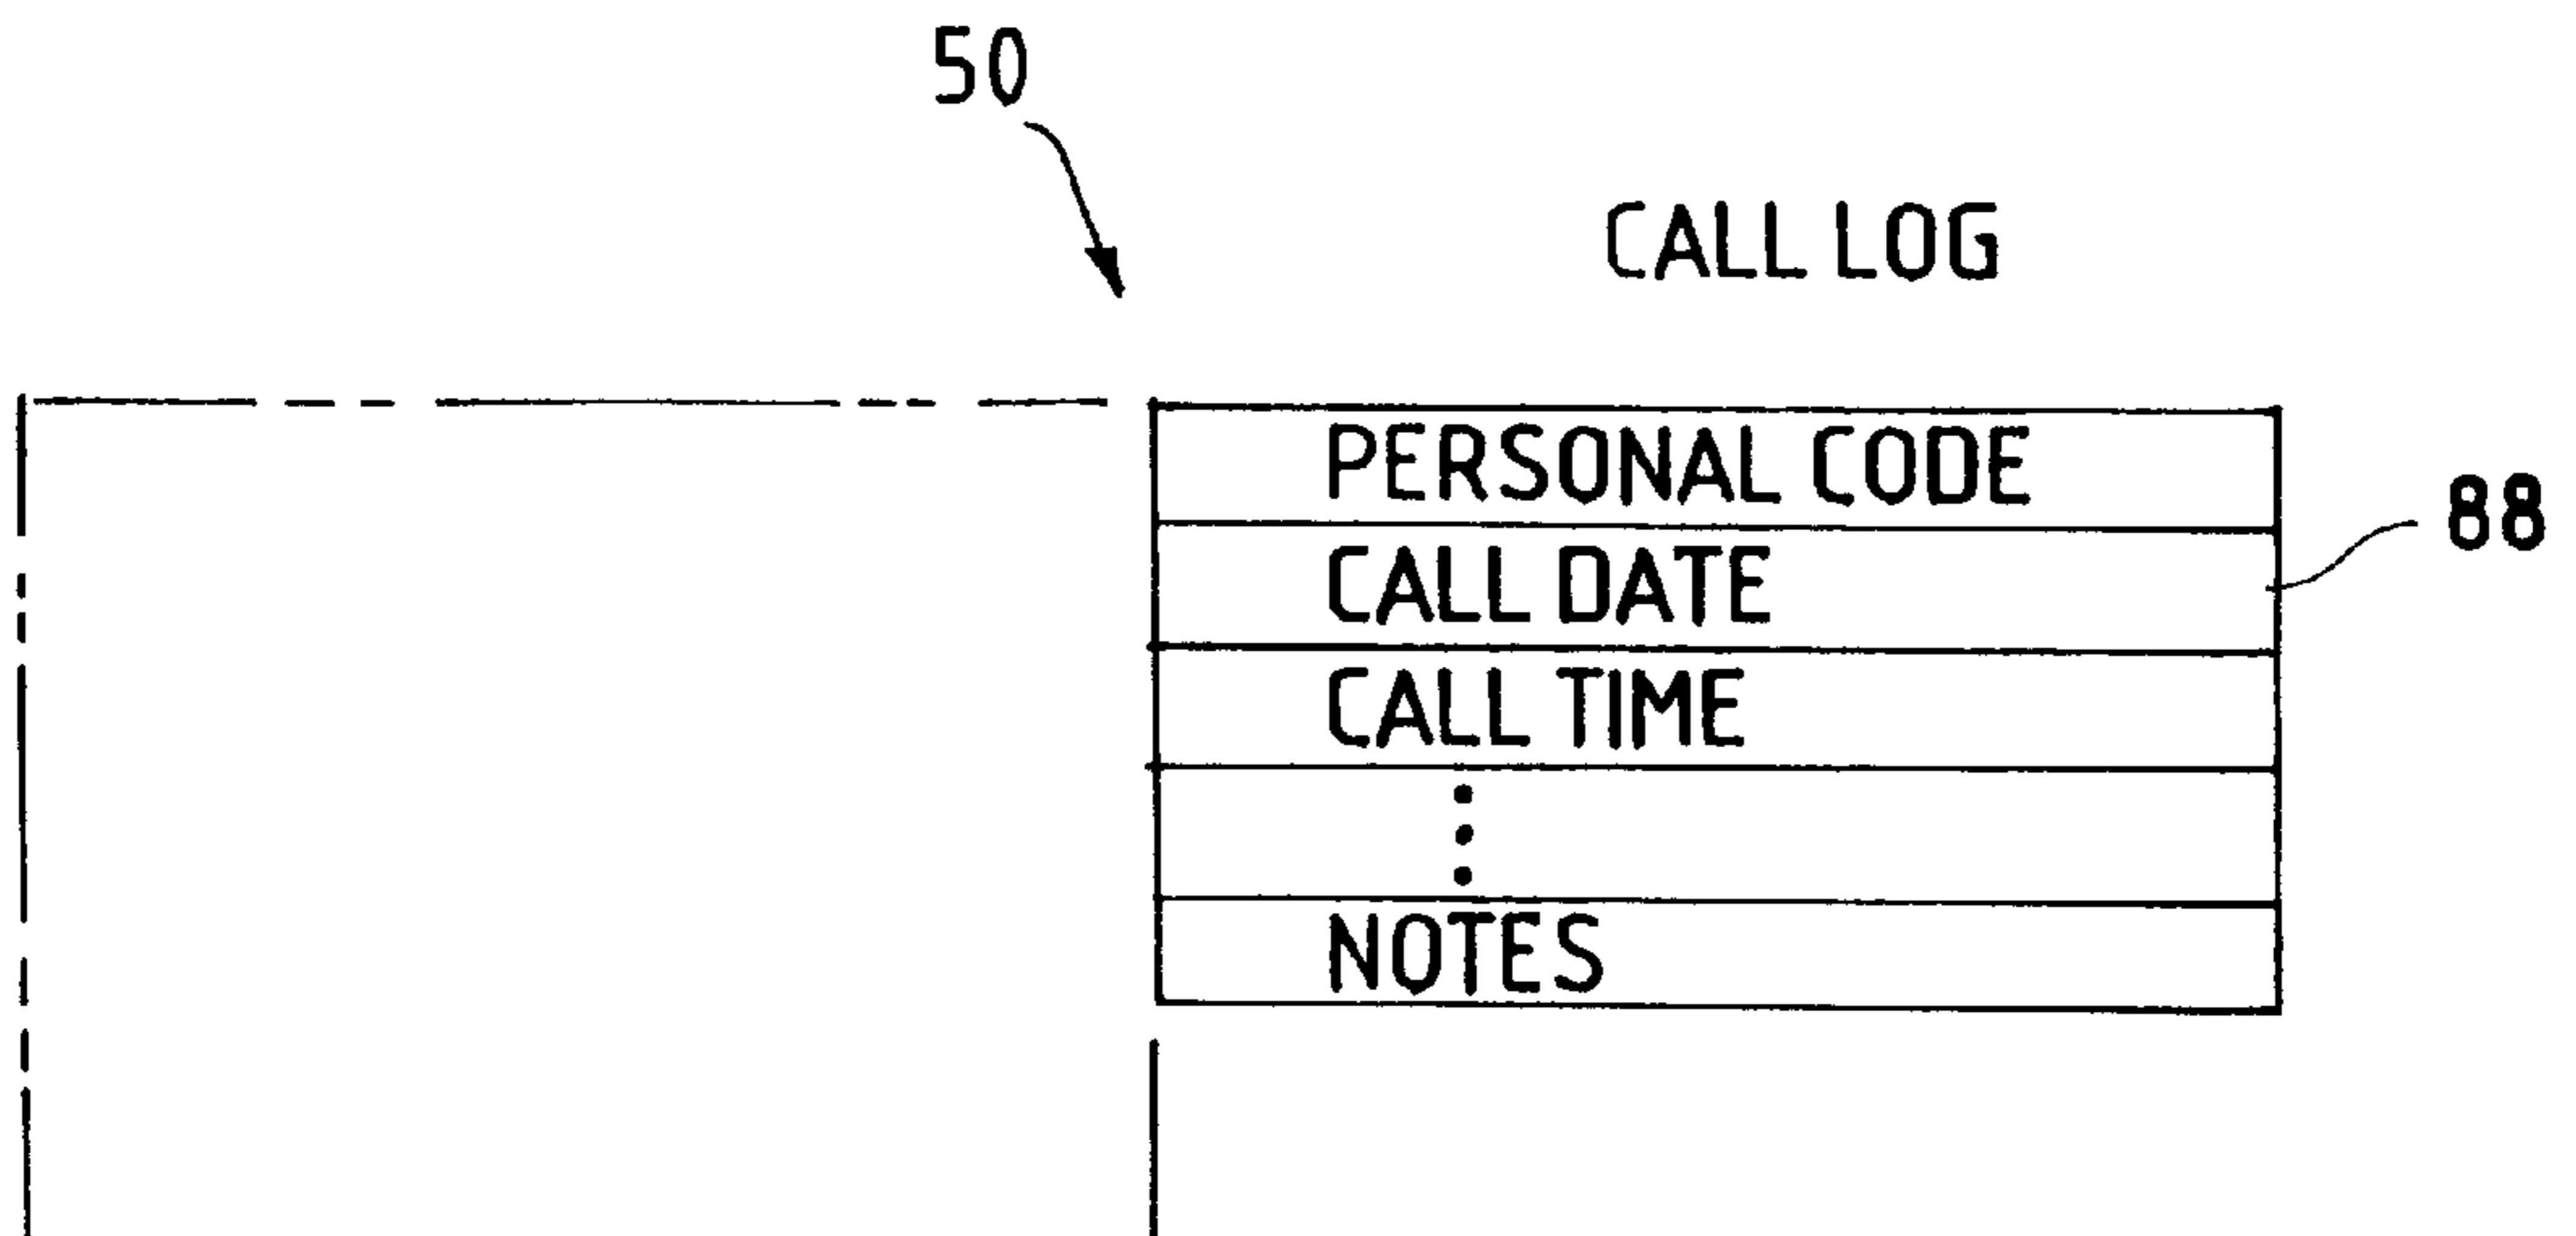 50
CALL LOG
PERSONAL CODE
88
CALL DATE
CALL TIME
NOTES